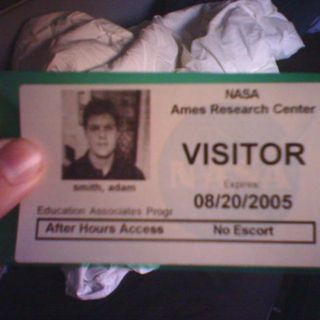 NASA
Ames Research Center
VISITOR
Expires:
08/20/2005
smith, adam
Education Associates Progr
After Hours Access No Escort